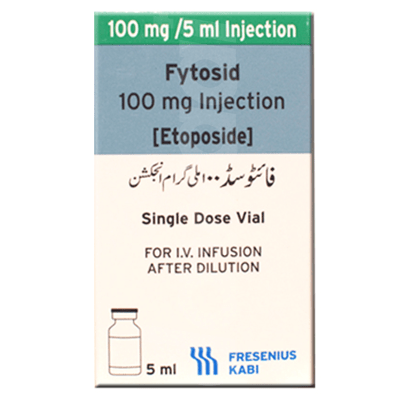 100 mg /5 ml Injection
Fytosid
100 mg Injection
[Etoposide]
فائٹوسڈ ۱۰۰ ملی گرام انجکشن
Single Dose Vial
FOR I.V. INFUSION
AFTER DILUTION
5 ml
FRESENIUS
KABI